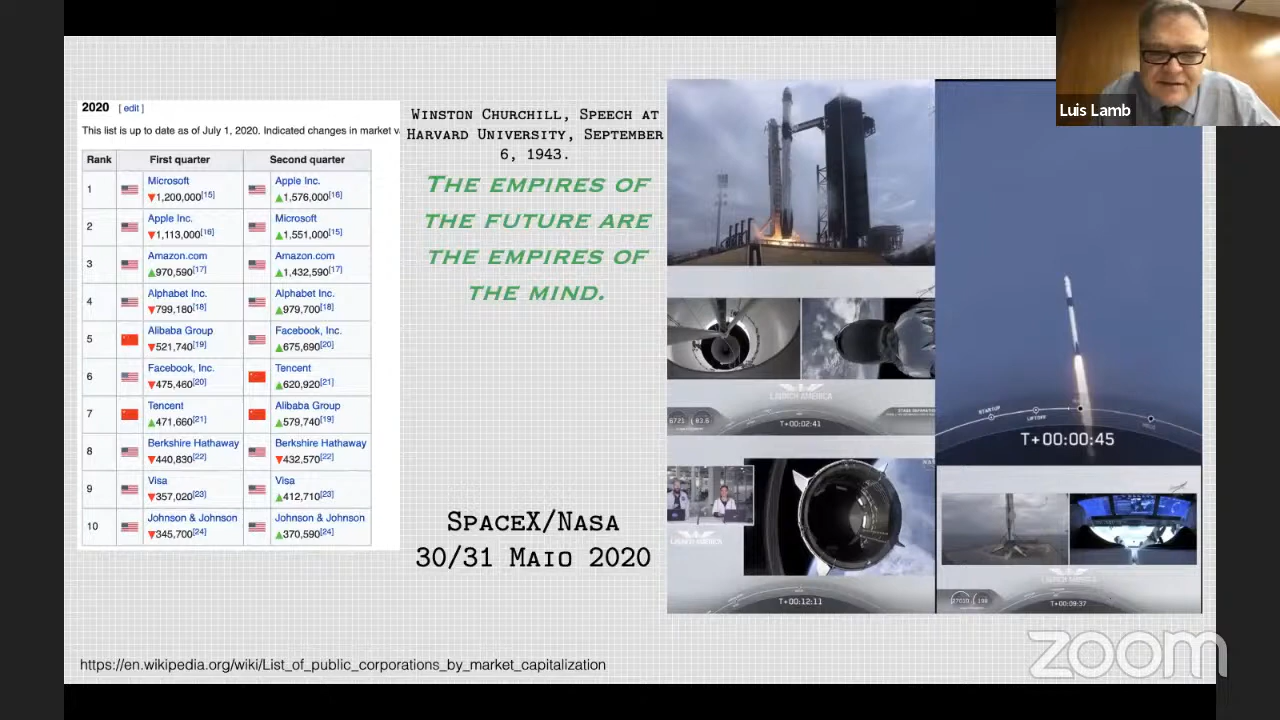 Luis Lamb
2020 [ edit ]
This list is up to date as of July 1, 2020. Indicated changes in market v
Rank First quarter Second quarter
1 Microsoft Apple Inc.
▼1,200,000[15] ▲1,576,000[16]
2 Apple Inc. Microsoft
▼1,113,000[16] ▲1,551,000[15]
3 Amazon.com Amazon.com
▲970,590[17] ▲1,432,590[17]
4 Alphabet Inc. Alphabet Inc.
▼799,180[18] ▲979,700[18]
5 Alibaba Group Facebook, Inc.
▼521,740[19] ▲675,690[20]
6 Facebook, Inc. Tencent
▼475,460[20] ▲620,920[21]
7 Tencent Alibaba Group
▲471,660[21] ▲579,740[19]
8 Berkshire Hathaway Berkshire Hathaway
▼440,830[22] ▼432,570[22]
9 Visa Visa
▼357,020[23] ▲412,710[23]
10 Johnson & Johnson Johnson & Johnson
▼345,700[24] ▲370,590[24]
Winston Churchill, Speech at
Harvard University, September
6, 1943.
The empires of
the future are
the empires of
the mind.
SpaceX/Nasa
30/31 Maio 2020
LAUNCH AMERICA
6721 83.6
T+00:02:41
STARTUP
LIFTOFF
T+00:00:45
LAUNCH AMERICA
T+00:12:11
LAUNCH AMERICA
T+00:09:37
https://en.wikipedia.org/wiki/List_of_public_corporations_by_market_capitalization
zoom